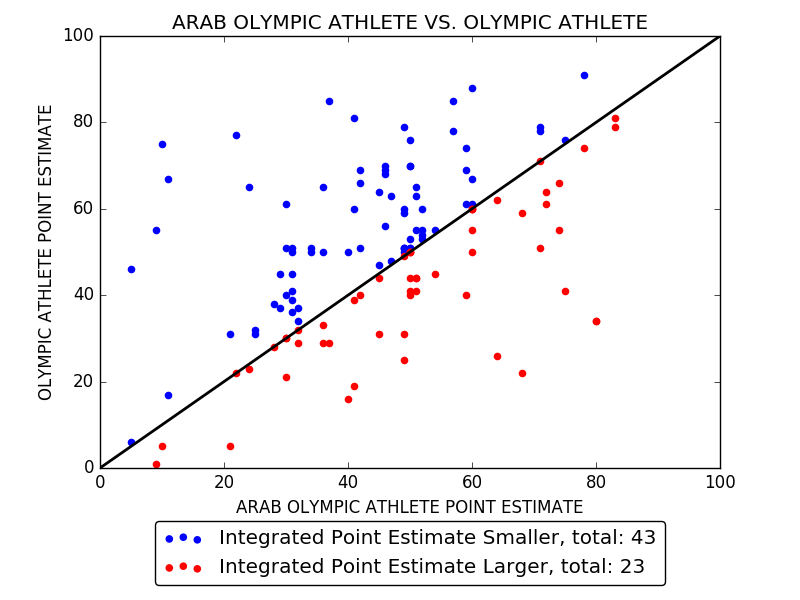 ARAB OLYMPIC ATHLETE VS. OLYMPIC ATHLETE
100
80
60
40
20
0
OLYMPIC ATHLETE POINT ESTIMATE
0 20 40 60 80 100
ARAB OLYMPIC ATHLETE POINT ESTIMATE
Integrated Point Estimate Smaller, total: 43
Integrated Point Estimate Larger, total: 23